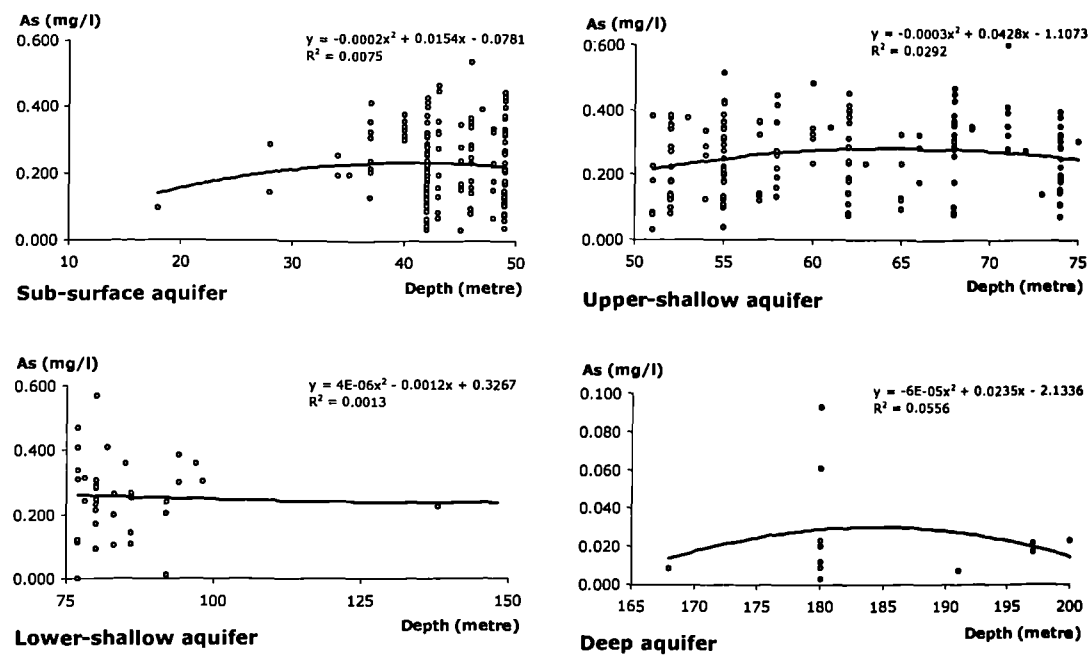 As (mg/l)
y = -0.0002x² + 0.0154x - 0.0781
R² = 0.0075
0.600
0.400
0.200
0.000
10 20 30 40 50
Depth (metre)
Sub-surface aquifer
As (mg/l)
y = -0.0003x² + 0.0428x - 1.1073
R² = 0.0292
0.600
0.400
0.200
0.000
50 55 60 65 70 75
Depth (metre)
Upper-shallow aquifer
As (mg/l)
y = 4E-06x² - 0.0012x + 0.3267
R² = 0.0013
0.600
0.400
0.200
0.000
75 100 125 150
Depth (metre)
Lower-shallow aquifer
As (mg/l)
y = -6E-05x² + 0.0235x - 2.1336
R² = 0.0556
0.100
0.080
0.060
0.040
0.020
0.000
165 170 175 180 185 190 195 200
Depth (metre)
Deep aquifer